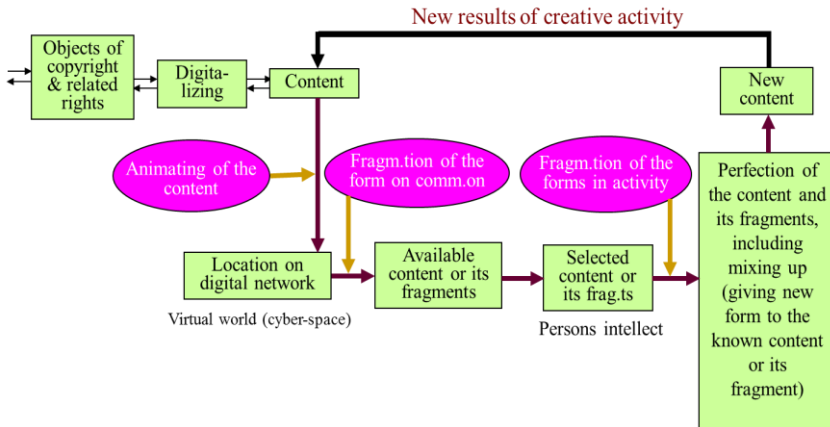 New results of creative activity
Objects of
copyright
& related
rights
Digita-
lizing
Content
New
content
Animating of the
content
Fragm.tion of the
form on comm.on
Fragm.tion of the
forms in activity
Perfection of
the content and
its fragments,
including
mixing up
(giving new
form to the
known content
or its
fragment)
Location on
digital network
Available
content or its
fragments
Selected
content or
its frag.ts
Virtual world (cyber-space)
Persons intellect